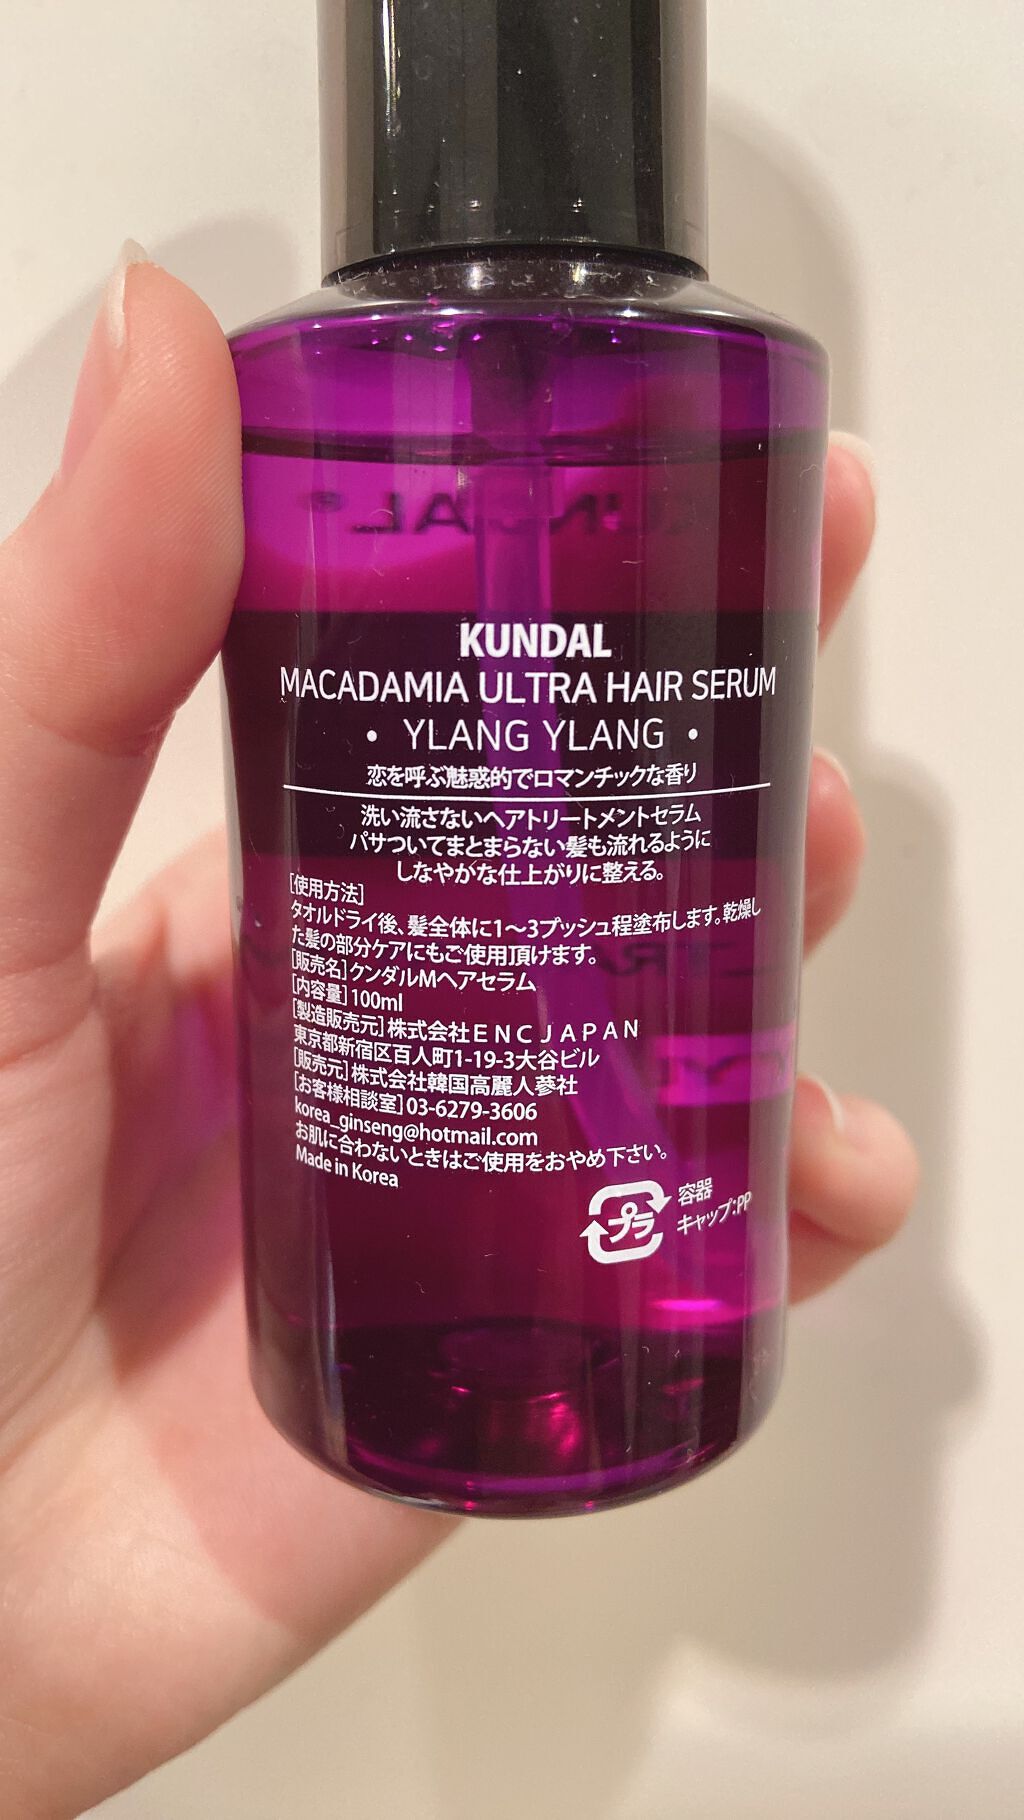 KUNDAL®
KUNDAL
MACADAMIA ULTRA HAIR SERUM
• YLANG YLANG •
恋を呼ぶ魅惑的でロマンチックな香り
洗い流さないヘアトリートメントセラム
パサついてまとまらない髪も流れるように
しなやかな仕上がりに整える。
[使用方法]
タオルドライ後、髪全体に1〜3プッシュ程塗布します。乾燥し
た髪の部分ケアにもご使用頂けます。
[販売名]クンダルMヘアセラム
[内容量]100ml
[製造販売元]株式会社ENCJAPAN
東京都新宿区百人町1-19-3大谷ビル
[販売元]株式会社韓国高麗人蔘社
[お客様相談室]03-6279-3606
korea_ginseng@hotmail.com
お肌に合わないときはご使用をおやめ下さい。
Made in Korea
プラ
容器
キャップ:PP